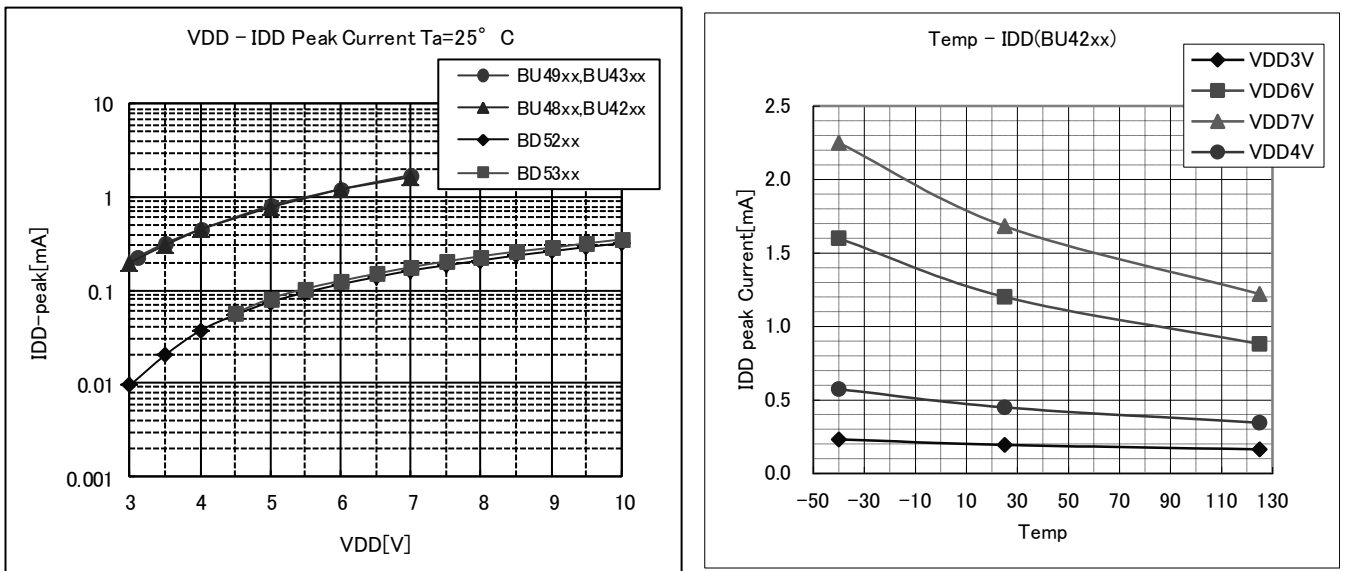 VDD - IDD Peak Current Ta=25° C
BU49xx,BU43xx
BU48xx,BU42xx
BD52xx
BD53xx
10
1
0.1
0.01
0.001
IDD-peak[mA]
3 4 5 6 7 8 9 10
VDD[V]
Temp - IDD(BU42xx)
VDD3V
VDD6V
VDD7V
VDD4V
2.5
2.0
1.5
1.0
0.5
0.0
IDD peak Current[mA]
-50 -30 -10 10 30 50 70 90 110 130
Temp